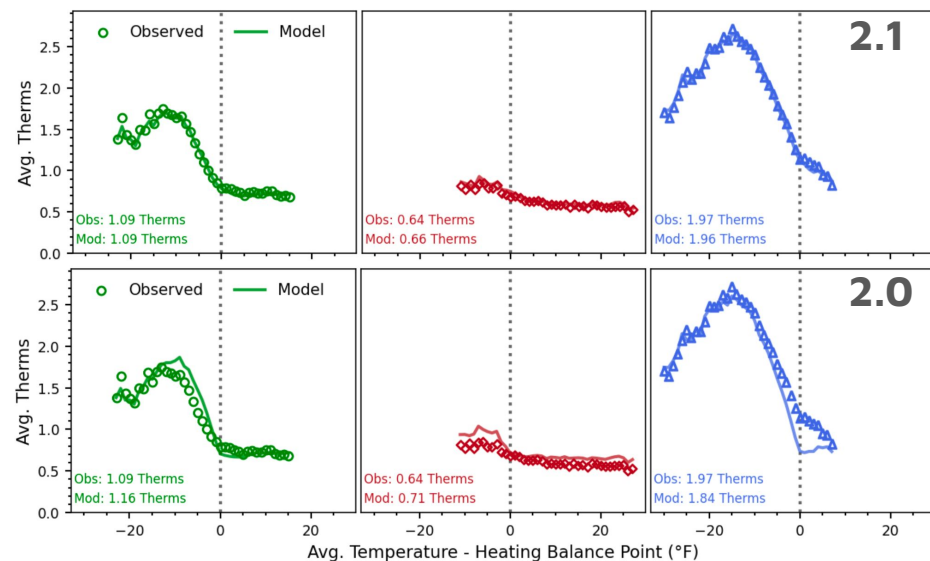 2.1
Observed Model
2.5
2.0
1.5
1.0
0.5
0.0
Avg. Therms
Obs: 1.09 Therms
Mod: 1.09 Therms
Obs: 0.64 Therms
Mod: 0.66 Therms
Obs: 1.97 Therms
Mod: 1.96 Therms
2.0
Observed Model
2.5
2.0
1.5
1.0
0.5
0.0
Avg. Therms
Obs: 1.09 Therms
Mod: 1.16 Therms
Obs: 0.64 Therms
Mod: 0.71 Therms
Obs: 1.97 Therms
Mod: 1.84 Therms
−20 0 20 −20 0 20 −20 0 20
Avg. Temperature - Heating Balance Point (°F)